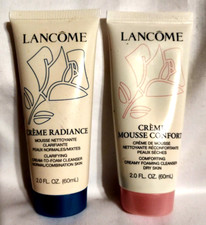 LANCÔME
CRÈME RADIANCE
MOUSSE NETTOYANTE
CLARIFIANTE
PEAUX NORMALES/MIXTES
CLARIFYING
CREAM-TO-FOAM CLEANSER
NORMAL/COMBINATION SKIN
2.0 FL. OZ. (60ML)
LANCÔME
CRÈME
MOUSSE CONFORT
CRÈME DE MOUSSE
NETTOYANTE RÉCONFORTANTE
PEAUX SÈCHES
COMFORTING
CREAMY FOAMING CLEANSER
DRY SKIN
2.0 FL. OZ. (60ML)